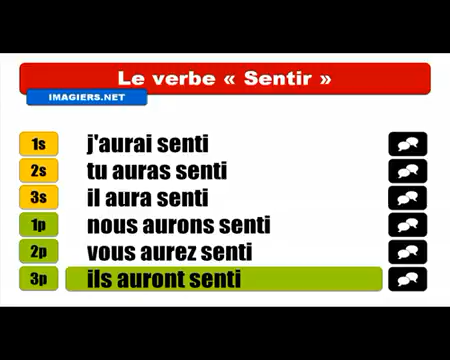 Le verbe « Sentir »
IMAGIERS.NET
1s j'aurai senti
2s tu auras senti
3s il aura senti
1p nous aurons senti
2p vous aurez senti
3p ils auront senti